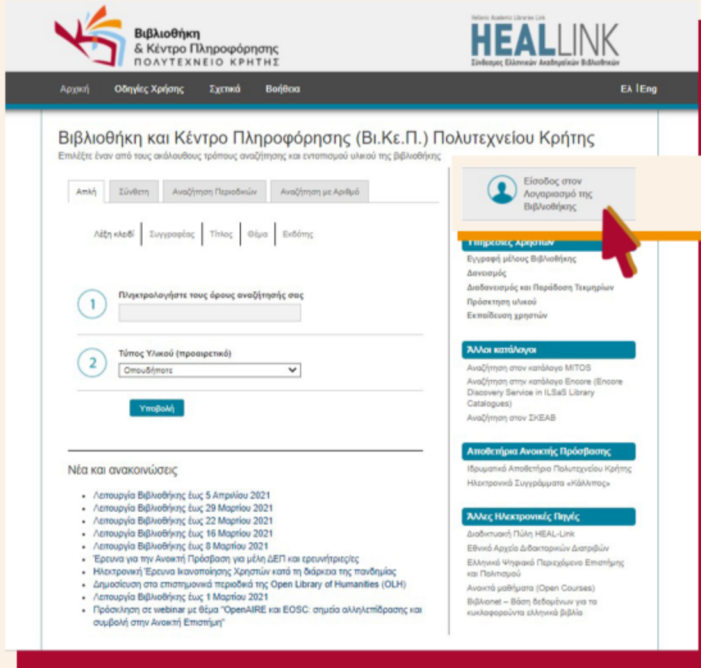 Βιβλιοθήκη
& Κέντρο Πληροφόρησης
ΠΟΛΥΤΕΧΝΕΙΟ ΚΡΗΤΗΣ
Hellenic Academic Libraries Link
HEALLINK
Σύνδεσμος Ελληνικών Ακαδημαϊκών Βιβλιοθηκών
Αρχική Οδηγίες Χρήσης Σχετικά Βοήθεια Ελ |Eng
Βιβλιοθήκη και Κέντρο Πληροφόρησης (Βι.Κε.Π.) Πολυτεχνείου Κρήτης
Επιλέξτε έναν από τους ακόλουθους τρόπους αναζήτησης και εντοπισμού υλικού της βιβλιοθήκης
Απλή Σύνθετη Αναζήτηση Περιοδικών Αναζήτηση με Αριθμό
Λέξη κλειδί Συγγραφέας Τίτλος Θέμα Εκδότης
1 Πληκτρολογήστε τους όρους αναζήτησής σας
2 Τύπος Υλικού (προαιρετικό)
Οπουδήποτε
Υποβολή
Νέα και ανακοινώσεις
Λειτουργία Βιβλιοθήκης έως 5 Απριλίου 2021
Λειτουργία Βιβλιοθήκης έως 29 Μαρτίου 2021
Λειτουργία Βιβλιοθήκης έως 22 Μαρτίου 2021
Λειτουργία Βιβλιοθήκης έως 16 Μαρτίου 2021
Λειτουργία Βιβλιοθήκης έως 8 Μαρτίου 2021
Έρευνα για την Ανοικτή Πρόσβαση για μέλη ΔΕΠ και ερευνήτριες/ες
Ηλεκτρονική Έρευνα Ικανοποίησης Χρηστών κατά τη διάρκεια της πανδημίας
Δημοσίευση στα επιστημονικά περιοδικά της Open Library of Humanities (OLH)
Λειτουργία Βιβλιοθήκης έως 1 Μαρτίου 2021
Πρόσκληση σε webinar με θέμα "OpenAIRE και EOSC: σημεία αλληλεπίδρασης και
συμβολή στην Ανοικτή Επιστήμη"
Είσοδος στον
Λογαριασμό της
Βιβλιοθήκης
Υπηρεσίες Χρηστών
Εγγραφή μέλους Βιβλιοθήκης
Δανεισμός
Διαδανεισμός και Παράδοση Τεκμηρίων
Πρόσκτηση υλικού
Εκπαίδευση χρηστών
Άλλοι κατάλογοι
Αναζήτηση στον κατάλογο MITOS
Αναζήτηση στην κατάλογο Encore (Encore
Discovery Service in ILSaS Library
Catalogues)
Αναζήτηση στον ΣΚΕΑΒ
Αποθετήρια Ανοικτής Πρόσβασης
Ιδρυματικό Αποθετήριο Πολυτεχνείου Κρήτης
Ηλεκτρονικά Συγγράμματα «Κάλλιπος»
Άλλες Ηλεκτρονικές Πηγές
Διαδικτυακή Πύλη HEAL-Link
Εθνικό Αρχείο Διδακτορικών Διατριβών
Ελληνικό Ψηφιακό Περιεχόμενο Επιστήμης
και Πολιτισμού
Ανοικτά μαθήματα (Open Courses)
Βιβλιοnet – Βάση δεδομένων για τα
κυκλοφορούντα ελληνικά βιβλία